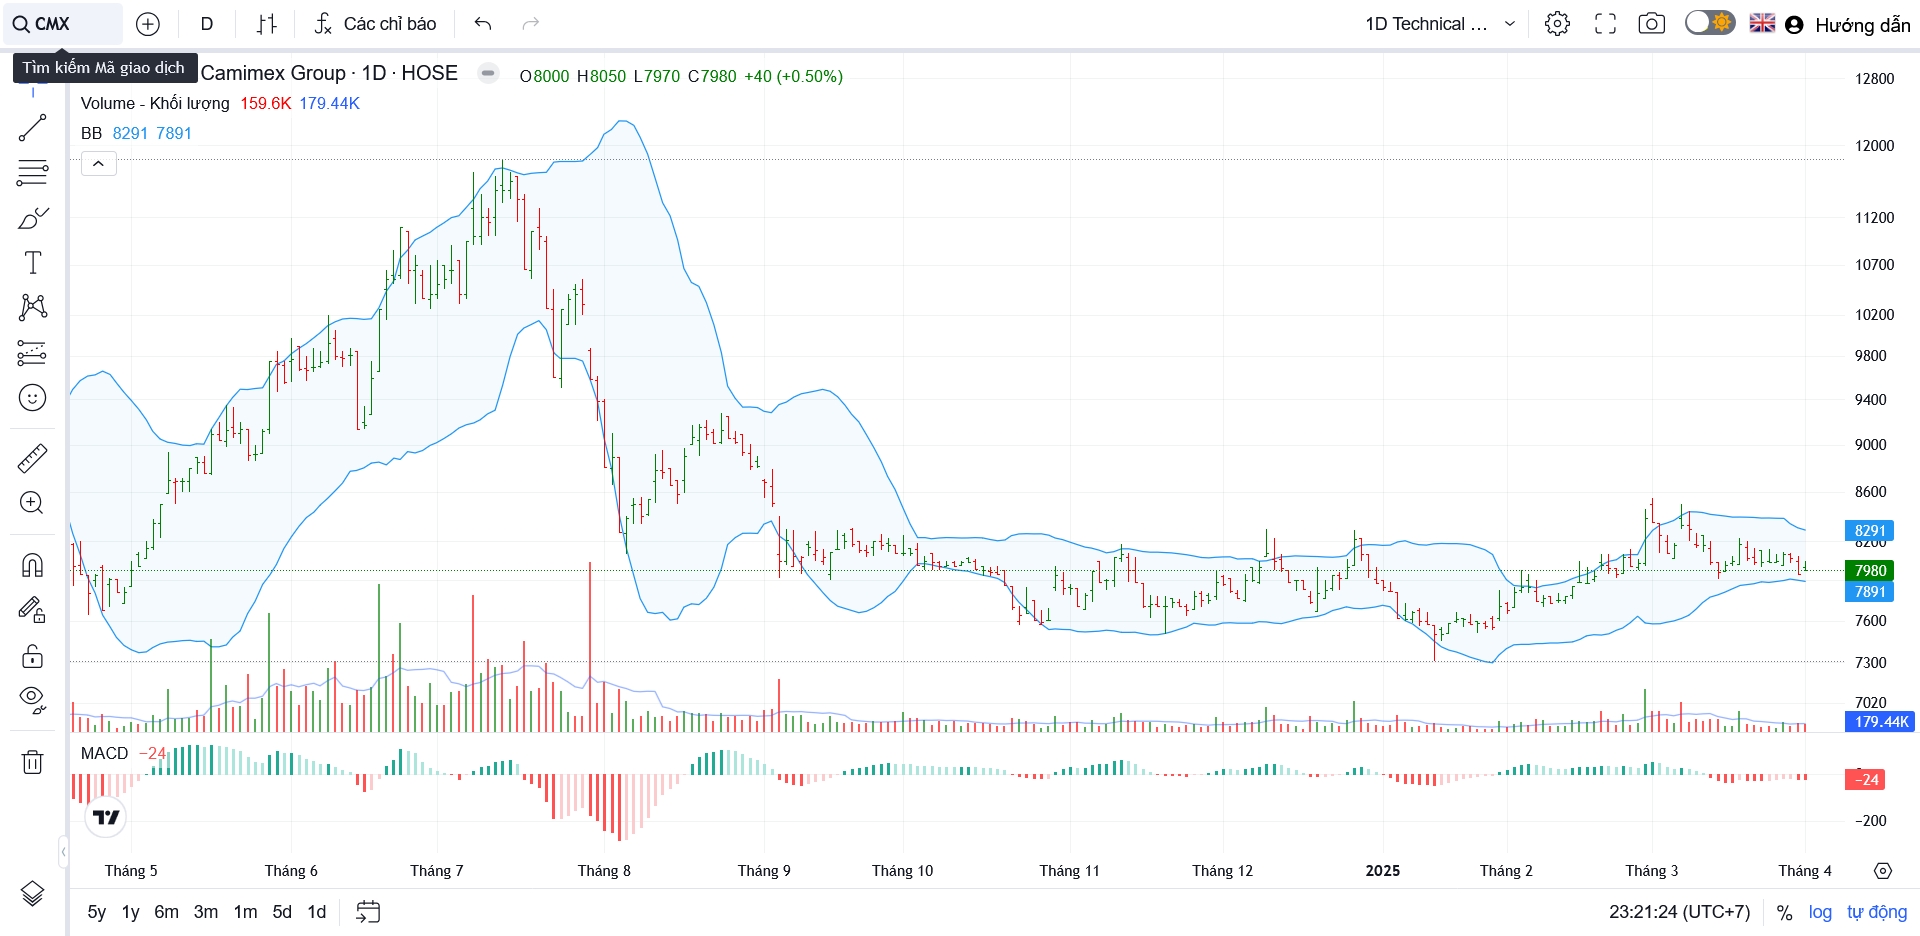 CMX
D
Các chỉ báo
1D Technical ...
Hướng dẫn
Tìm kiếm Mã giao dịch
Camimex Group · 1D · HOSE
O8000 H8050 L7970 C7980 +40 (+0.50%)
Volume - Khối lượng 159.6K 179.44K
BB 8291 7891
12800
12000
11200
10700
10200
9800
9400
9000
8600
8291
8200
7980
7891
7600
7300
7020
179.44K
MACD −24
−24
−200
Tháng 5 Tháng 6 Tháng 7 Tháng 8 Tháng 9 Tháng 10 Tháng 11 Tháng 12 2025 Tháng 2 Tháng 3 Tháng 4
5y 1y 6m 3m 1m 5d 1d
23:21:24 (UTC+7) % log tự động